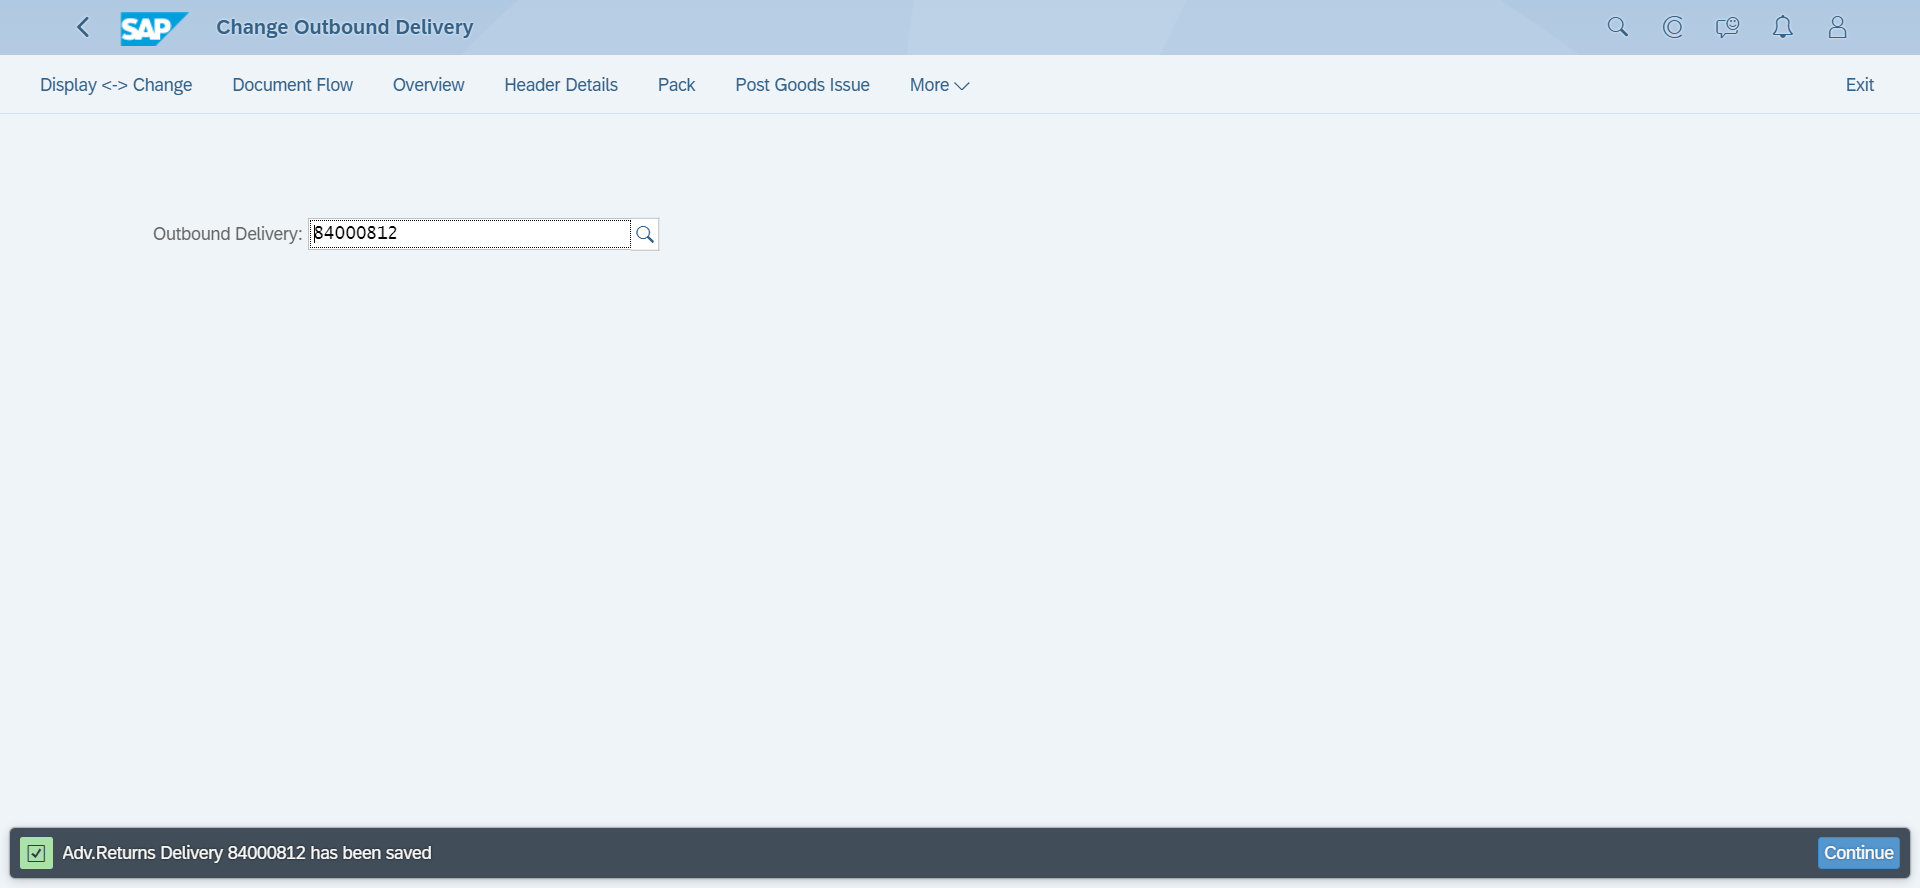 SAP Change Outbound Delivery
Display <-> Change Document Flow Overview Header Details Pack Post Goods Issue More Exit
Outbound Delivery: 84000812
Adv.Returns Delivery 84000812 has been saved Continue